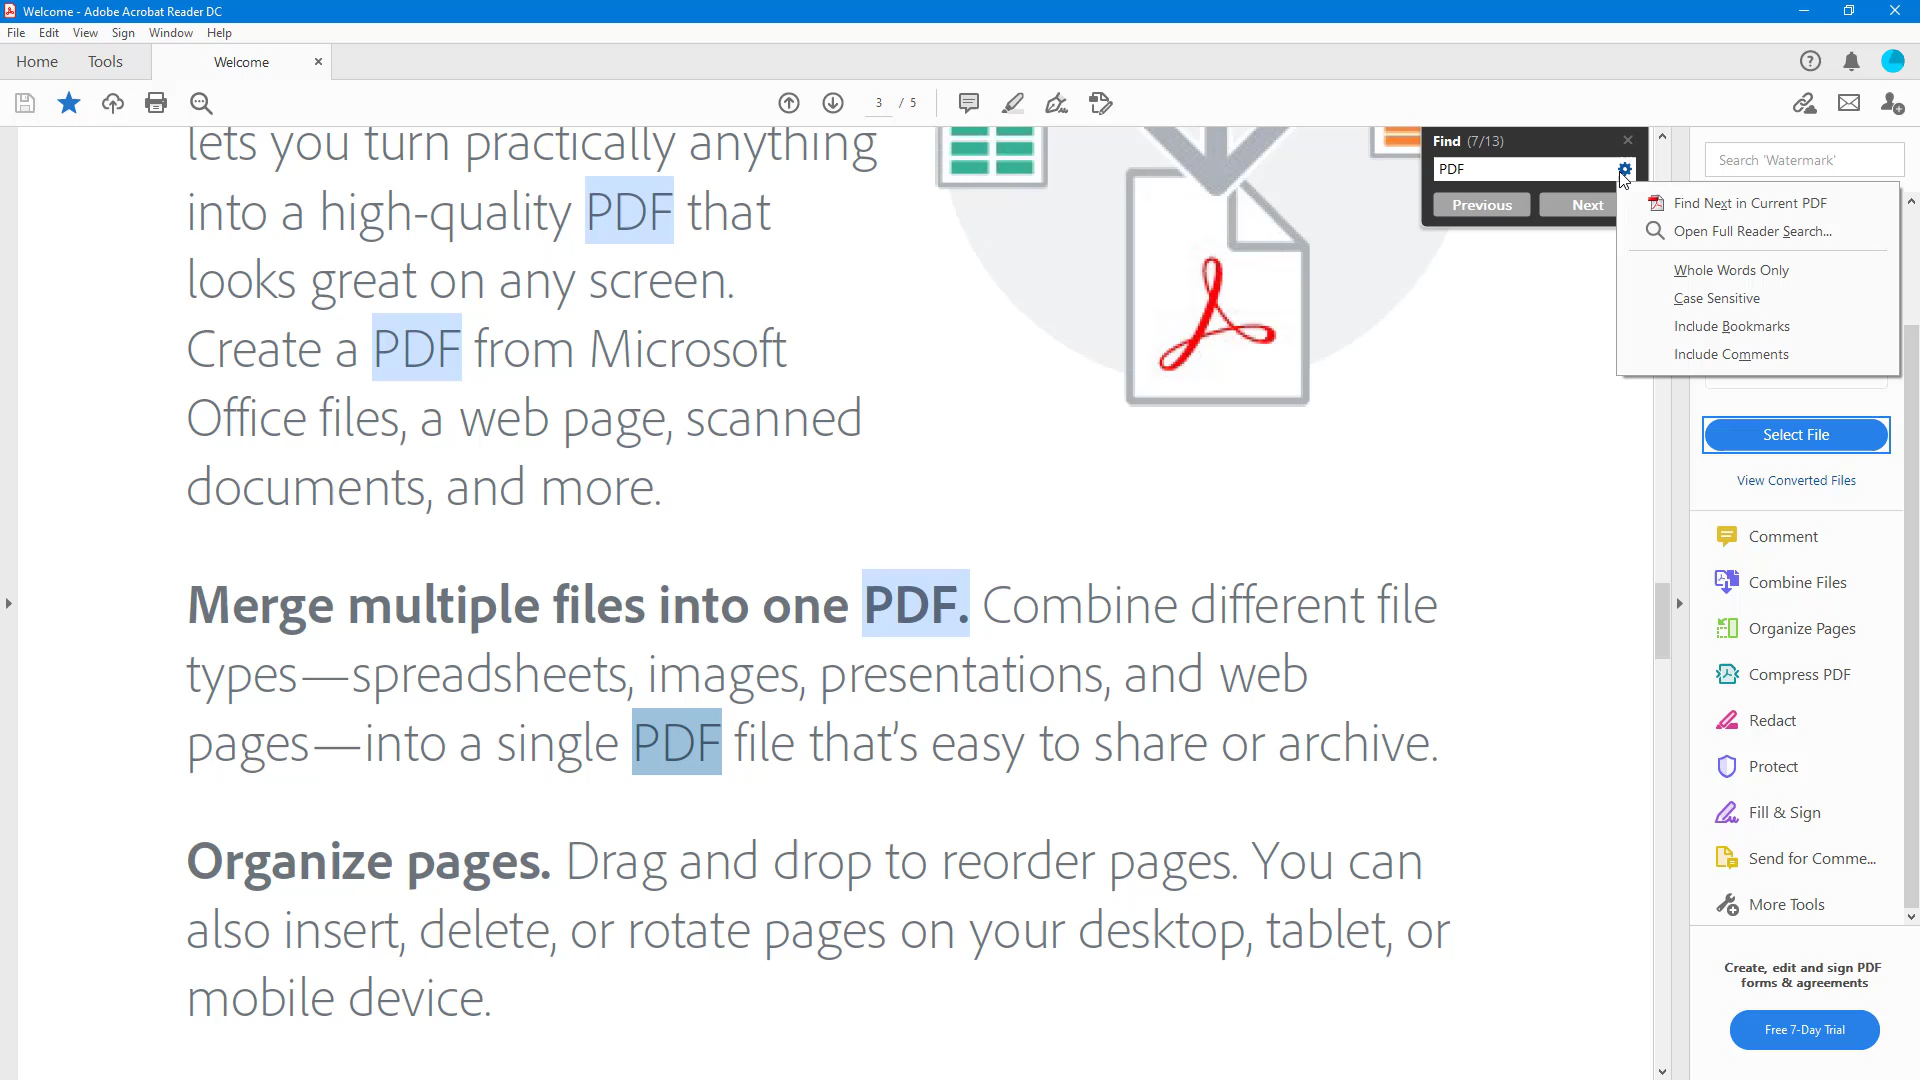 Welcome - Adobe Acrobat Reader DC
File Edit View Sign Window Help
Home Tools Welcome
3 / 5
lets you turn practically anything
into a high-quality PDF that
looks great on any screen.
Create a PDF from Microsoft
Office files, a web page, scanned
documents, and more.
Merge multiple files into one PDF. Combine different file
types—spreadsheets, images, presentations, and web
pages—into a single PDF file that's easy to share or archive.
Organize pages. Drag and drop to reorder pages. You can
also insert, delete, or rotate pages on your desktop, tablet, or
mobile device.
Find (7/13)
PDF
Previous Next
Find Next in Current PDF
Open Full Reader Search...
Whole Words Only
Case Sensitive
Include Bookmarks
Include Comments
Search 'Watermark'
Select File
View Converted Files
Comment
Combine Files
Organize Pages
Compress PDF
Redact
Protect
Fill & Sign
Send for Comme...
More Tools
Create, edit and sign PDF
forms & agreements
Free 7-Day Trial